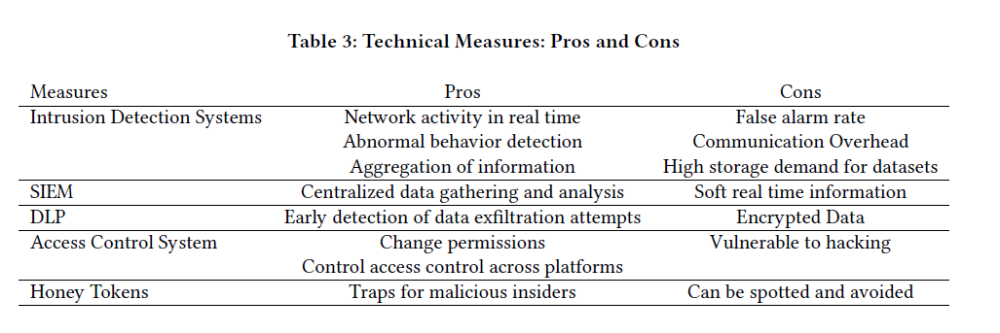 Table 3: Technical Measures: Pros and Cons
Measures Pros Cons
Intrusion Detection Systems Network activity in real time False alarm rate
Abnormal behavior detection Communication Overhead
Aggregation of information High storage demand for datasets
SIEM Centralized data gathering and analysis Soft real time information
DLP Early detection of data exfiltration attempts Encrypted Data
Access Control System Change permissions Vulnerable to hacking
Control access control across platforms
Honey Tokens Traps for malicious insiders Can be spotted and avoided